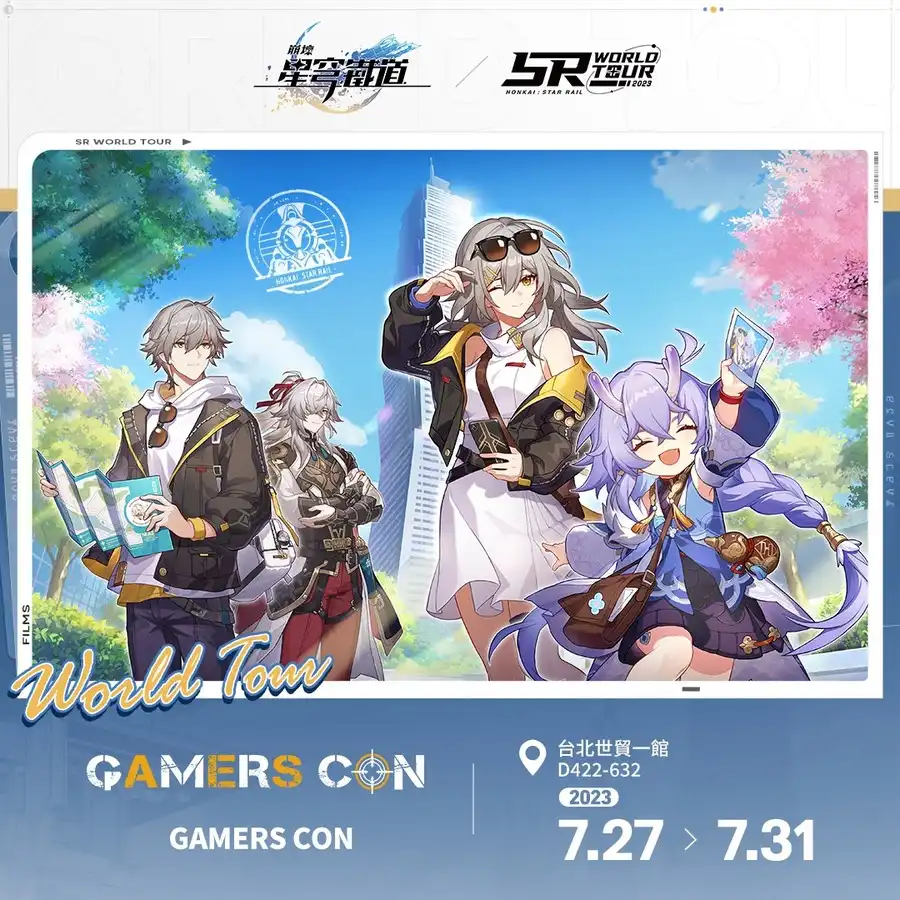 崩壞
星穹鐵道
SR WORLD TOUR 2023
HONKAI: STAR RAIL
SR WORLD TOUR
HONKAI: STAR RAIL
FILMS
World Tour
GAMERS CON
GAMERS CON
台北世貿一館
D422-632
2023
7.27 > 7.31